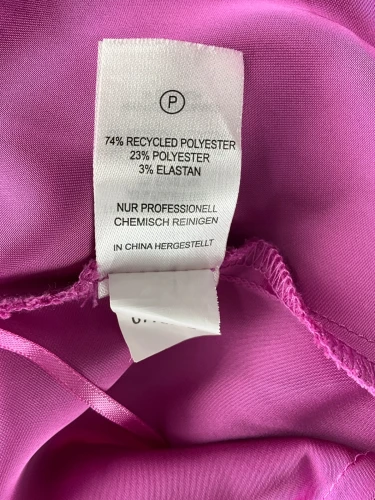 P
74% RECYCLED POLYESTER
23% POLYESTER
3% ELASTAN
NUR PROFESSIONELL
CHEMISCH REINIGEN
IN CHINA HERGESTELLT